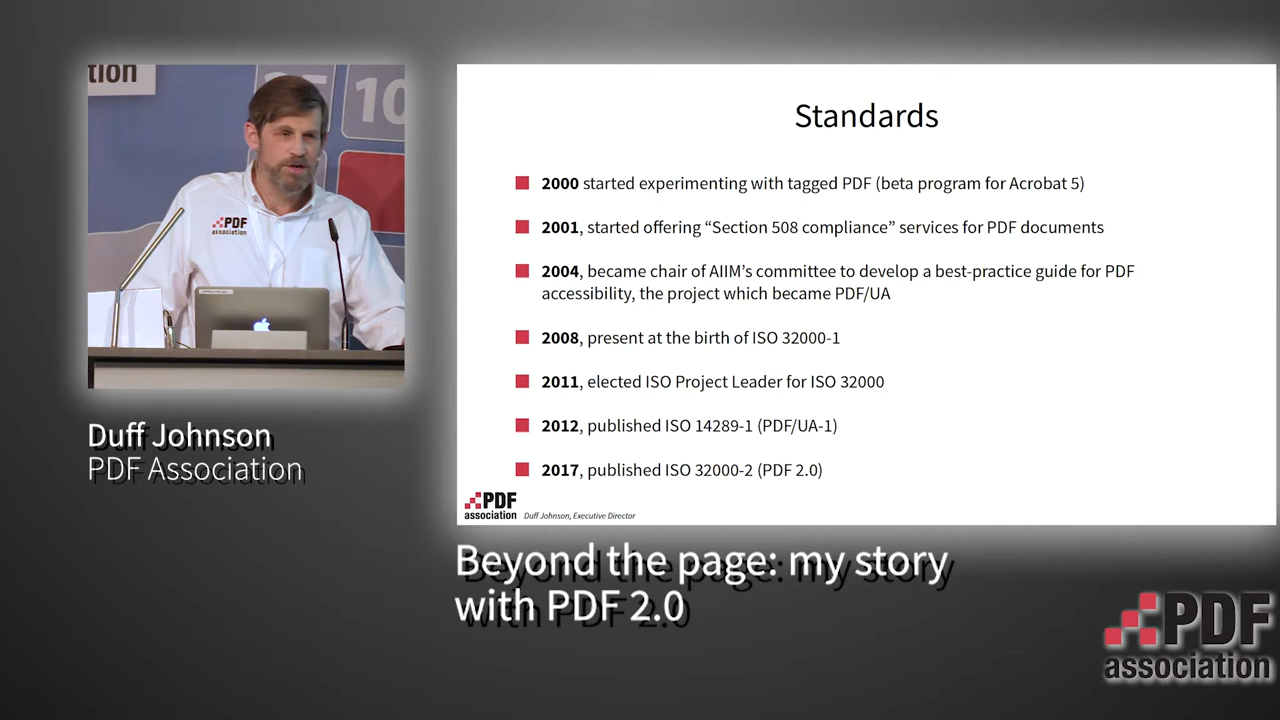 tion
10
PDF
association
Duff Johnson
PDF Association
Standards
2000 started experimenting with tagged PDF (beta program for Acrobat 5)
2001, started offering “Section 508 compliance” services for PDF documents
2004, became chair of AIIM’s committee to develop a best-practice guide for PDF
accessibility, the project which became PDF/UA
2008, present at the birth of ISO 32000-1
2011, elected ISO Project Leader for ISO 32000
2012, published ISO 14289-1 (PDF/UA-1)
2017, published ISO 32000-2 (PDF 2.0)
PDF
association Duff Johnson, Executive Director
Beyond the page: my story
with PDF 2.0
PDF
association